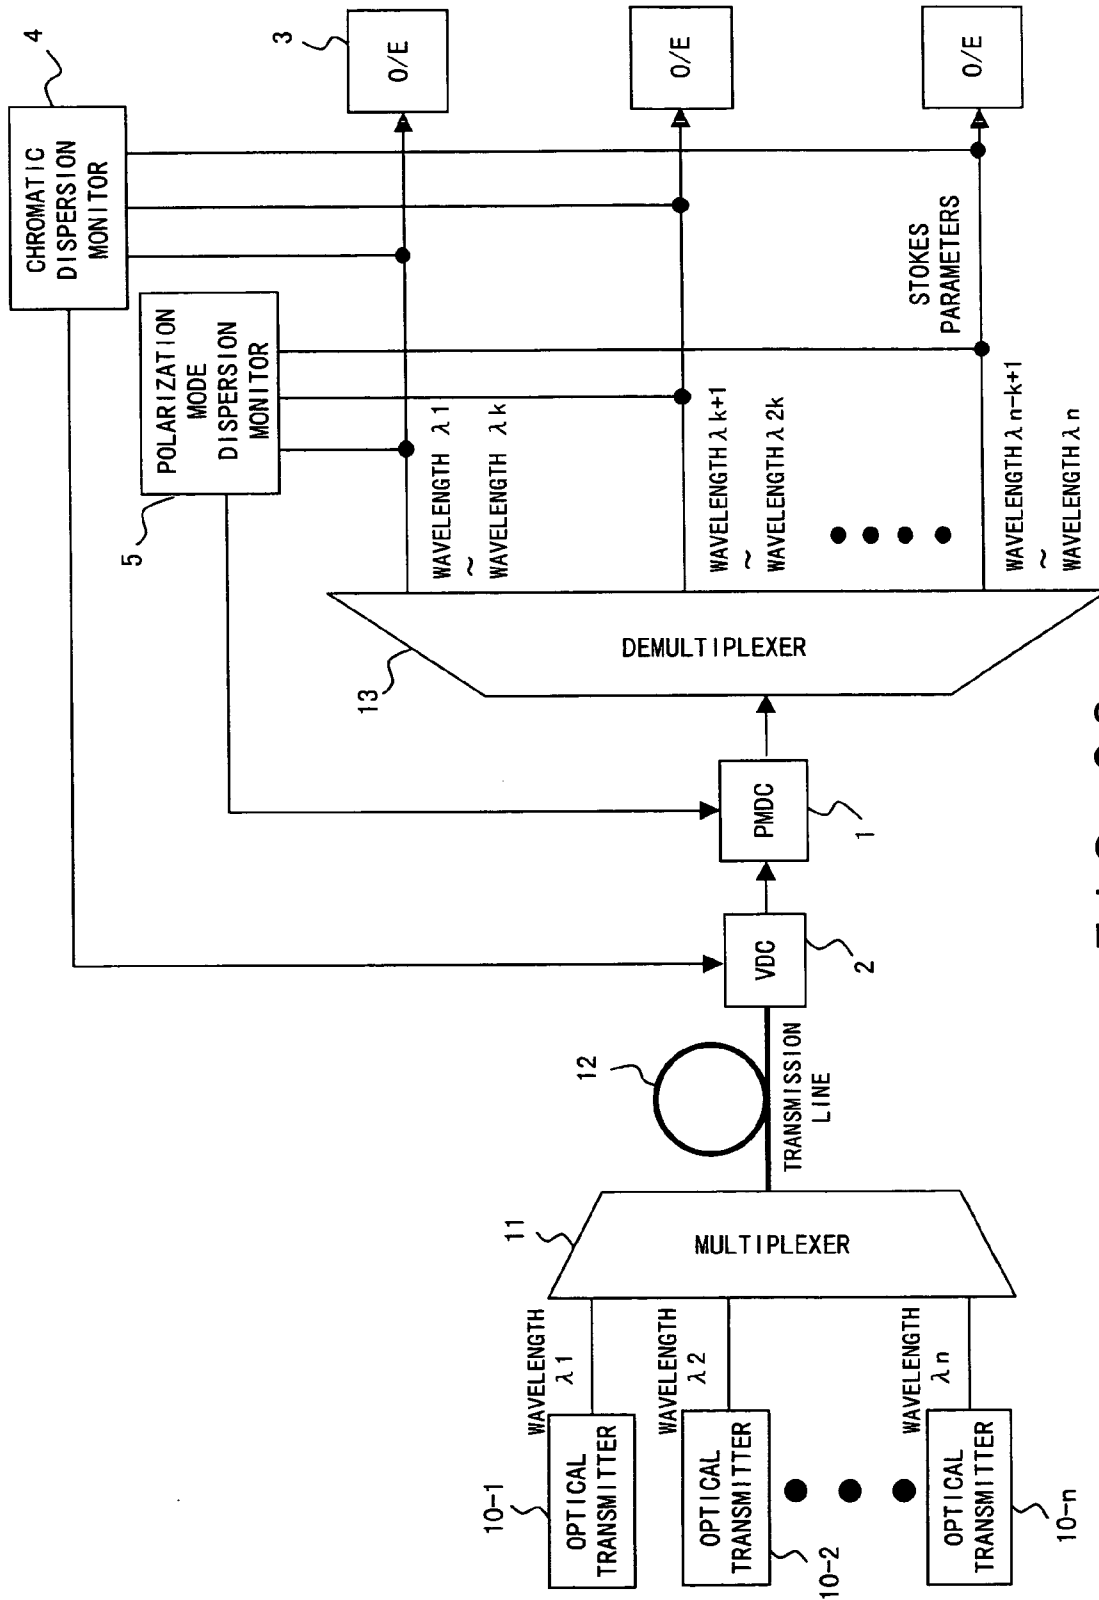 10-1
OPTICAL
TRANSMITTER
WAVELENGTH
λ1
OPTICAL
TRANSMITTER
10-2
WAVELENGTH
λ2
OPTICAL
TRANSMITTER
10-n
WAVELENGTH
λn
11
MULTIPLEXER
12
TRANSMISSION
LINE
VDC
2
PMDC
1
13
DEMULTIPLEXER
5
POLARIZATION
MODE
DISPERSION
MONITOR
4
CHROMATIC
DISPERSION
MONITOR
WAVELENGTH λ1
~
WAVELENGTH λk
WAVELENGTH λk+1
~
WAVELENGTH λ2k
WAVELENGTH λn-k+1
~
WAVELENGTH λn
STOKES
PARAMETERS
3
O/E
O/E
O/E